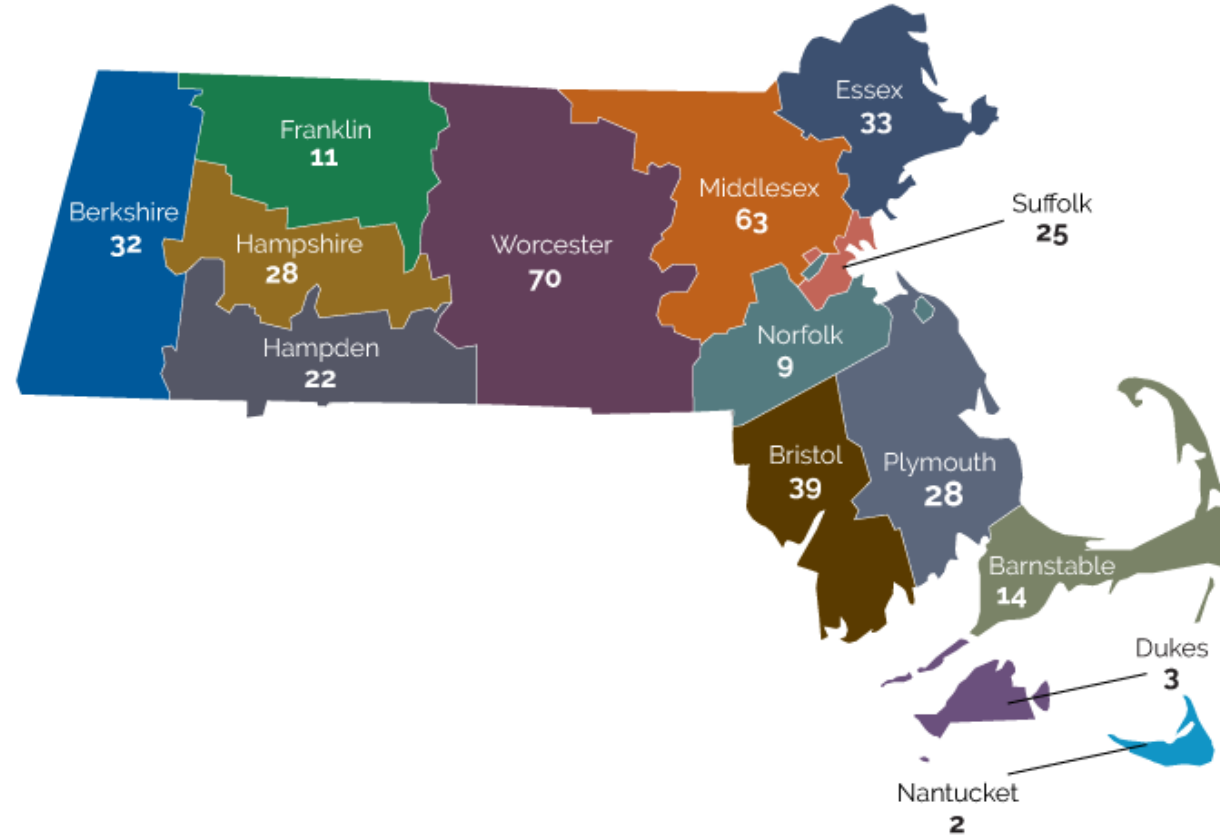 Essex
33
Franklin
11
Middlesex
63
Suffolk
25
Berkshire
32
Hampshire
28
Worcester
70
Norfolk
9
Hampden
22
Bristol
39
Plymouth
28
Barnstable
14
Dukes
3
Nantucket
2